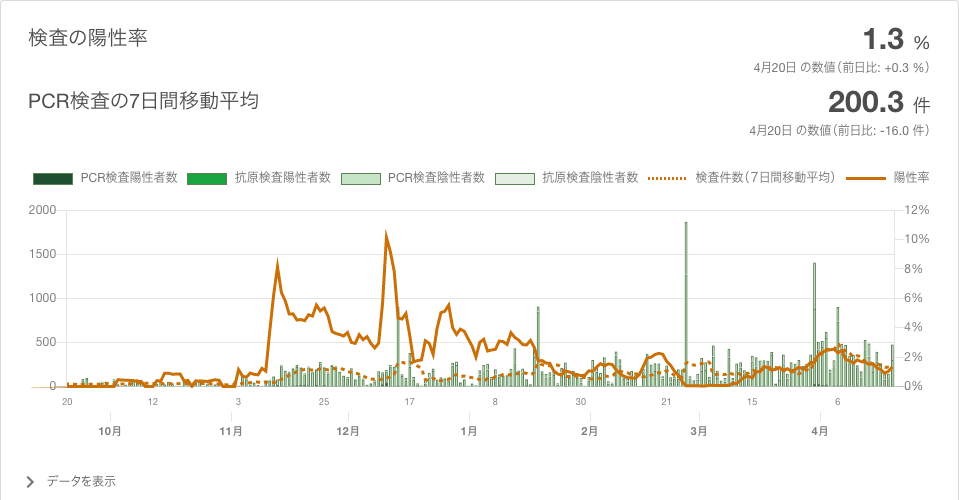 検査の陽性率
1.3 %
4月20日 の数値（前日比: +0.3 %）
PCR検査の7日間移動平均
200.3 件
4月20日 の数値（前日比: -16.0 件）
PCR検査陽性者数 抗原検査陽性者数 PCR検査陰性者数 抗原検査陰性者数 検査件数（7日間移動平均） 陽性率
2000 12%
10%
1500
8%
1000 6%
4%
500
2%
0 0%
20 12 3 25 17 8 30 21 15 6
10月 11月 12月 1月 2月 3月 4月
データを表示